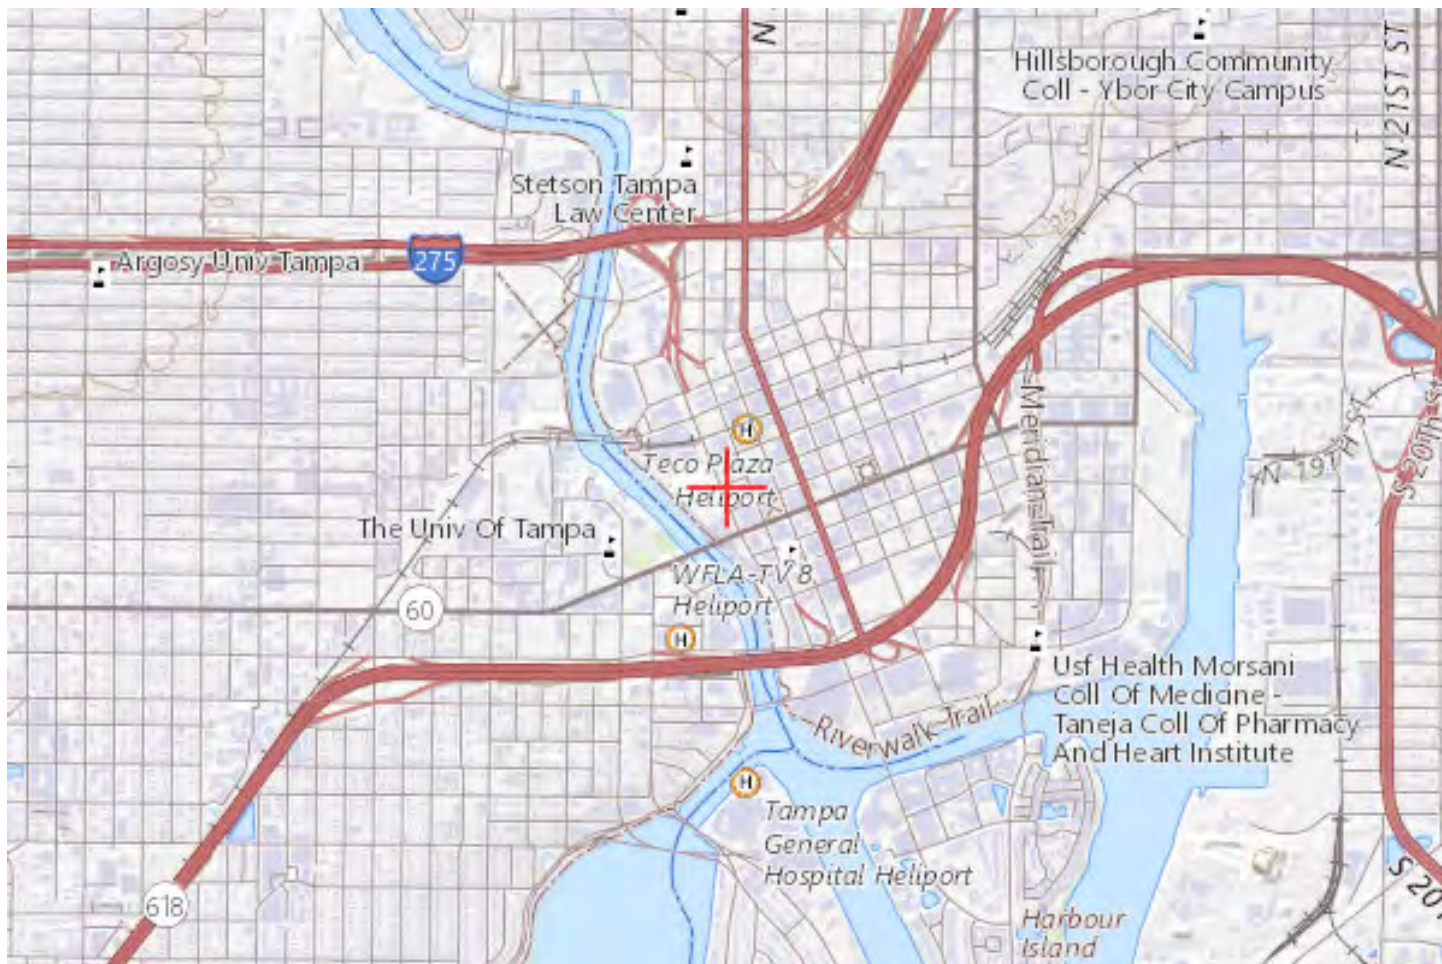 N
Hillsborough Community
Coll - Ybor City Campus
N 21ST ST
Stetson Tampa
Law Center
Argosy Univ Tampa
275
H
Teco Plaza
Heliport
Meridian Trail
N 19TH St
S 20th St
The Univ Of Tampa
WFLA-TV 8
Heliport
60
H
Usf Health Morsani
Coll Of Medicine -
Taneja Coll Of Pharmacy
And Heart Institute
Riverwalk Trail
H
Tampa
General
Hospital Heliport
618
Harbour
Island
S 20